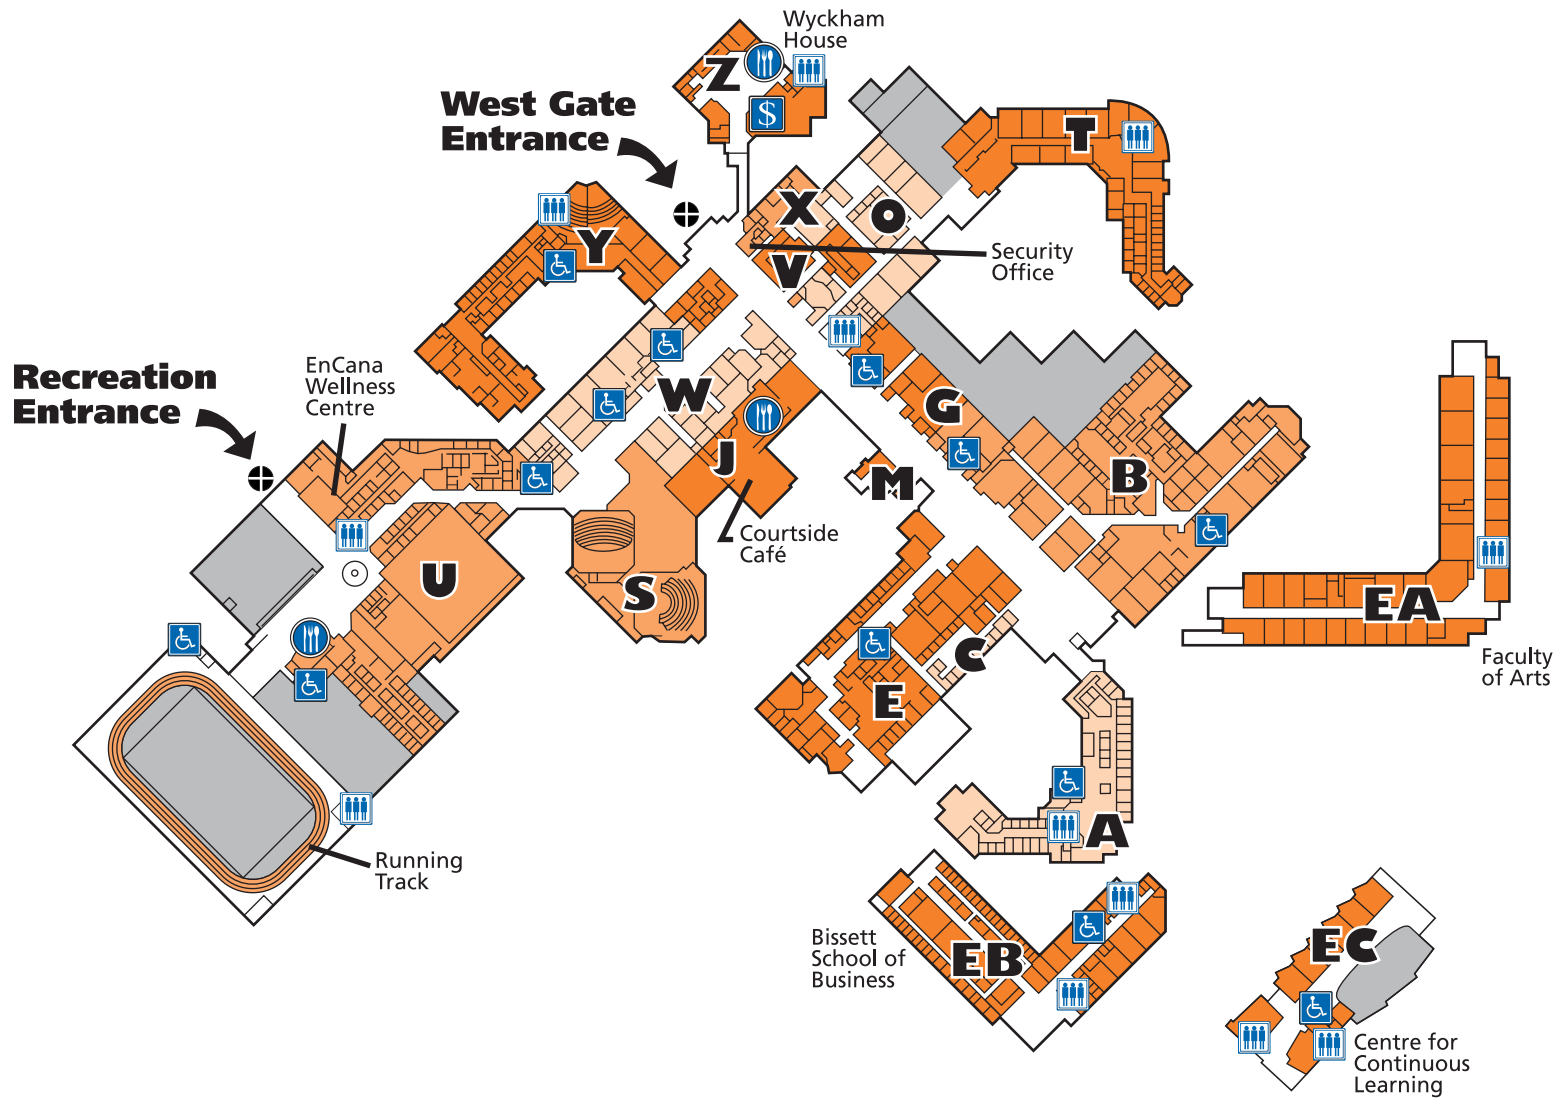 Wyckham
House
Z
$
West Gate
Entrance
T
X
O
Y
V
Security
Office
EnCana
Wellness
Centre
Recreation
Entrance
W
G
J
M
B
Courtside
Café
U
S
EA
C
Faculty
of Arts
E
A
Running
Track
Bissett
School of
Business
EB
EC
Centre for
Continuous
Learning